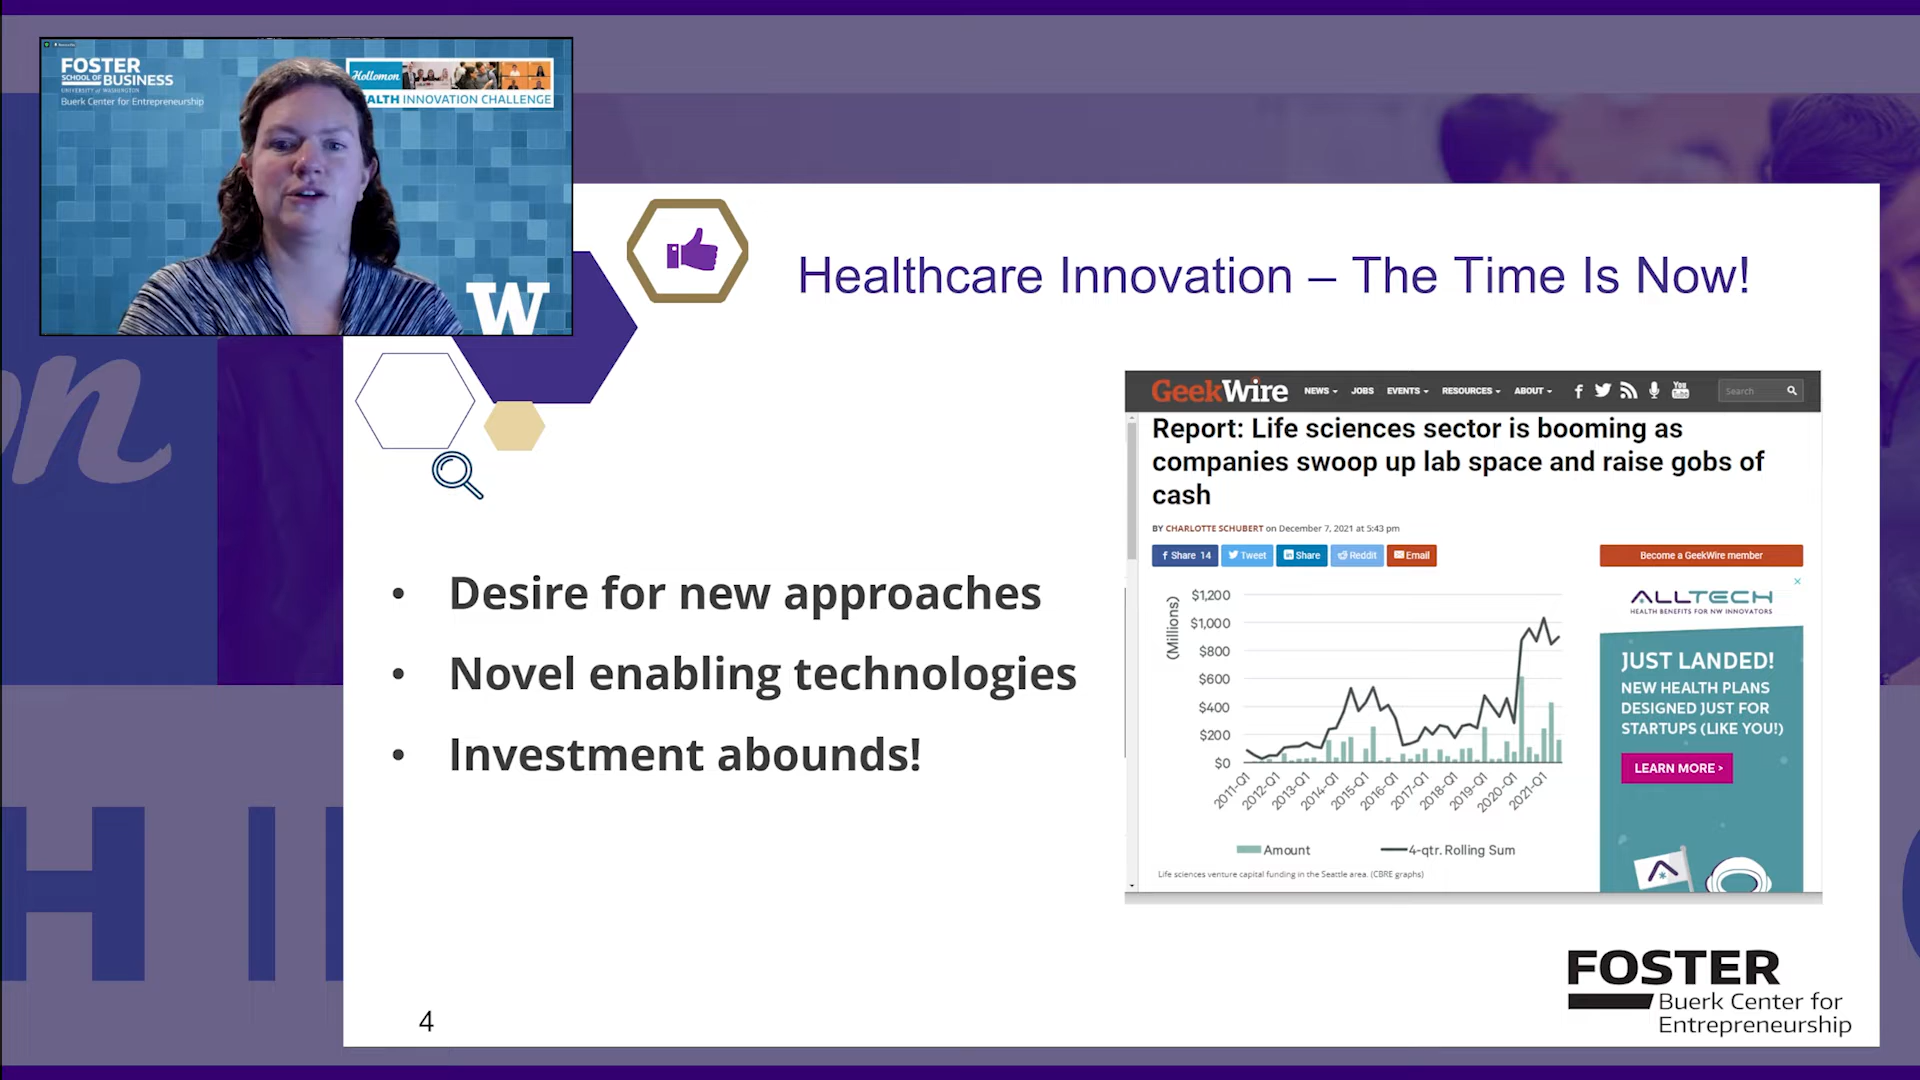 FOSTER
SCHOOL OF BUSINESS
UNIVERSITY of WASHINGTON
Buerk Center for Entrepreneurship
Hollomon
ALTH INNOVATION CHALLENGE
W
Healthcare Innovation – The Time Is Now!
• Desire for new approaches
• Novel enabling technologies
• Investment abounds!
GeekWire
NEWS JOBS EVENTS RESOURCES ABOUT
You Tube
Search
Report: Life sciences sector is booming as
companies swoop up lab space and raise gobs of
cash
BY CHARLOTTE SCHUBERT on December 7, 2021 at 5:43 pm
Share 14 Tweet Share Reddit Email
Become a GeekWire member
(Millions)
$1,200
$1,000
$800
$600
$400
$200
$0
2011-Q1 2012-Q1 2013-Q1 2014-Q1 2015-Q1 2016-Q1 2017-Q1 2018-Q1 2019-Q1 2020-Q1 2021-Q1
Amount 4-qtr. Rolling Sum
Life sciences venture capital funding in the Seattle area. (CBRE graphs)
ALLTECH
HEALTH BENEFITS FOR NW INNOVATORS
JUST LANDED!
NEW HEALTH PLANS
DESIGNED JUST FOR
STARTUPS (LIKE YOU!)
LEARN MORE >
4
FOSTER
Buerk Center for
Entrepreneurship
on
H I